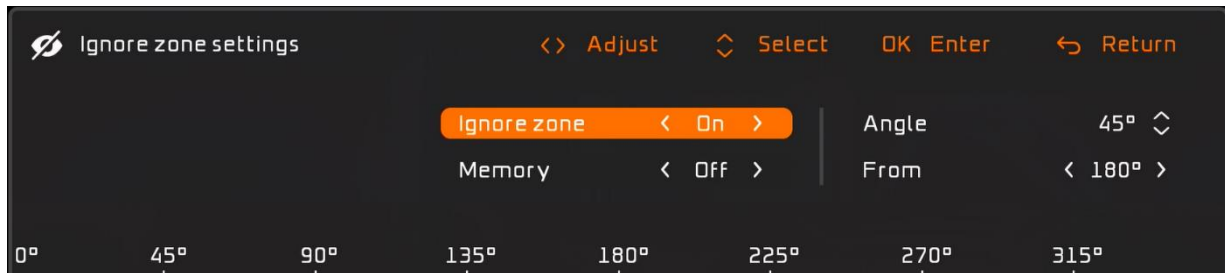 Ignore zone settings <> Adjust Select OK Enter Return
Ignore zone < On > Angle 45°
Memory < Off > From < 180° >
0° 45° 90° 135° 180° 225° 270° 315°